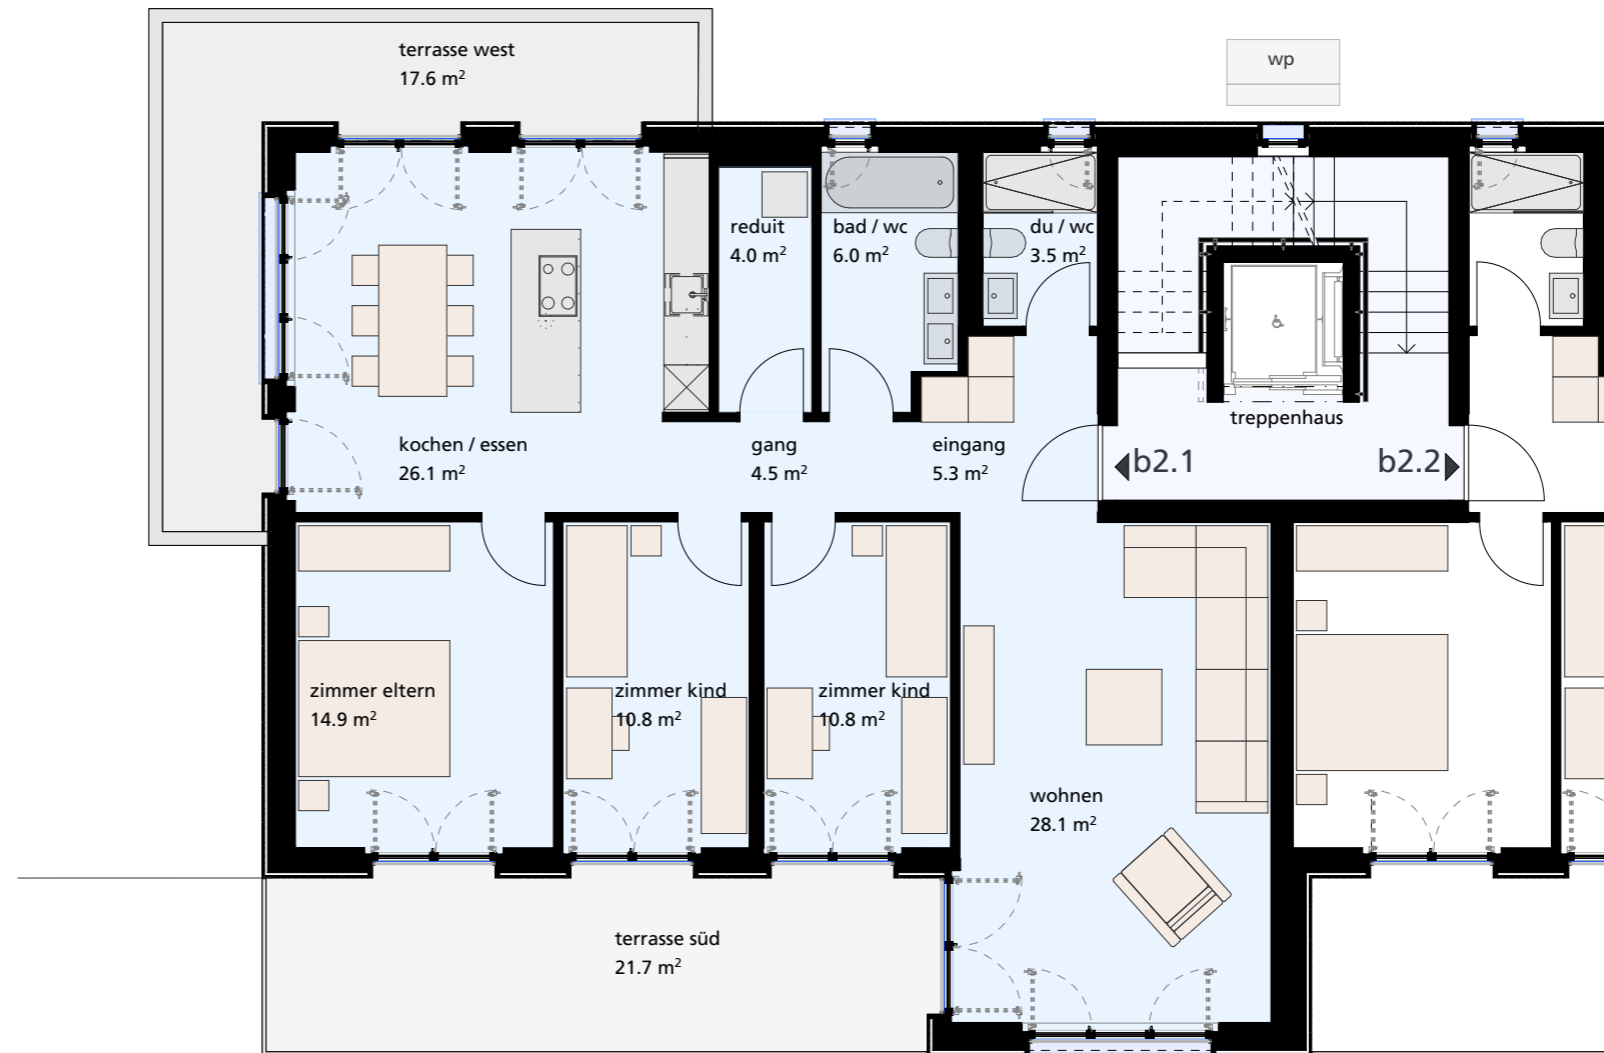 terrasse west
17.6 m²
wp
reduit
4.0 m²
bad / wc
6.0 m²
du / wc
3.5 m²
treppenhaus
kochen / essen
26.1 m²
gang
4.5 m²
eingang
5.3 m²
b2.1
b2.2
zimmer eltern
14.9 m²
zimmer kind
10.8 m²
zimmer kind
10.8 m²
wohnen
28.1 m²
terrasse süd
21.7 m²